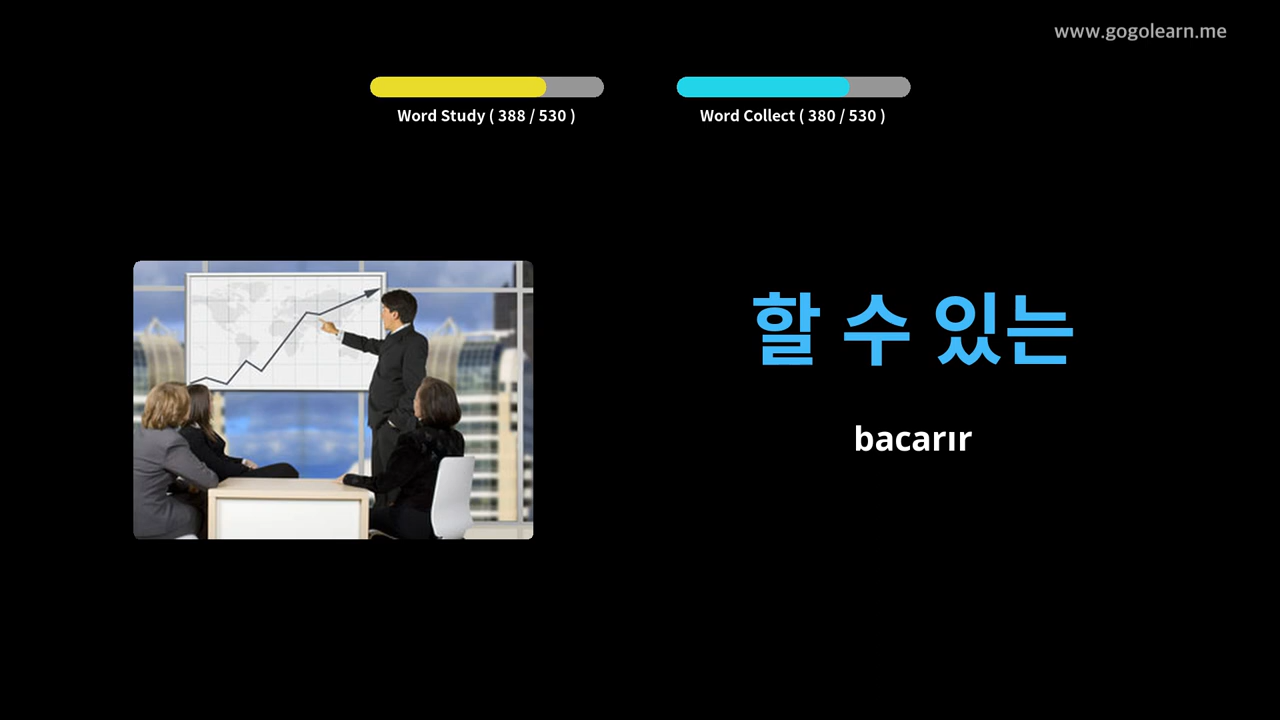 www.gogolearn.me
Word Study ( 388 / 530 )
Word Collect ( 380 / 530 )
할 수 있는
bacarır